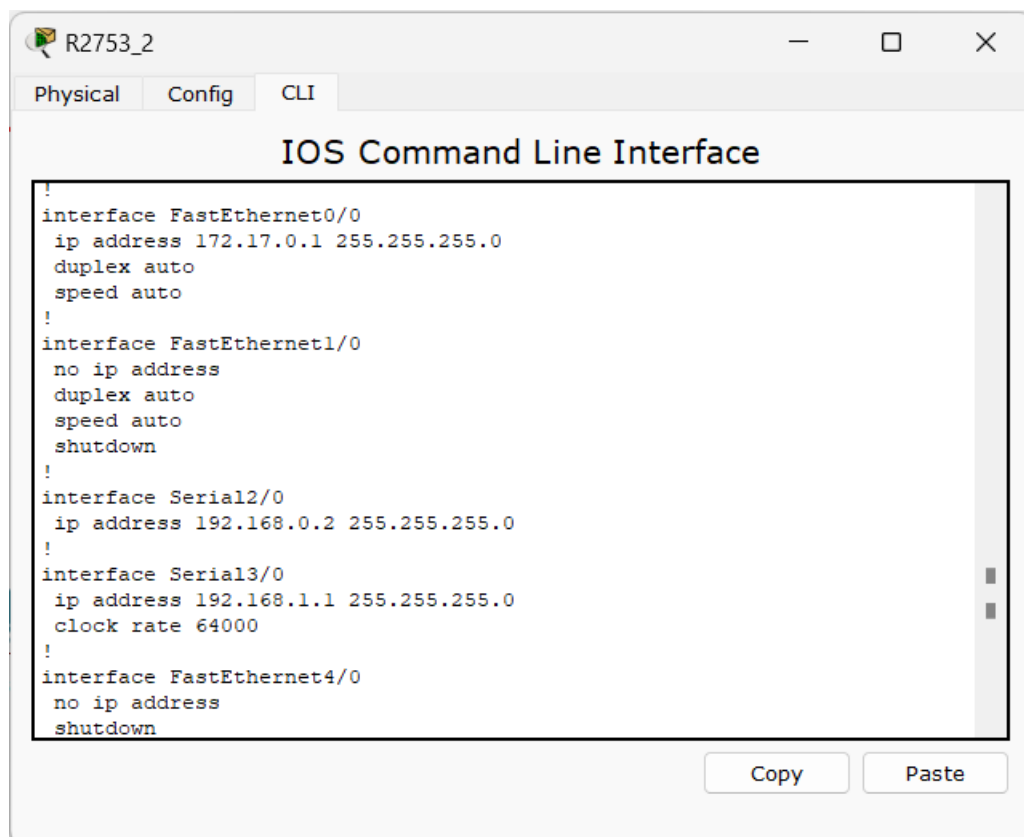 R2753_2
Physical Config CLI
IOS Command Line Interface
!
interface FastEthernet0/0
 ip address 172.17.0.1 255.255.255.0
 duplex auto
 speed auto
!
interface FastEthernet1/0
 no ip address
 duplex auto
 speed auto
 shutdown
!
interface Serial2/0
 ip address 192.168.0.2 255.255.255.0
!
interface Serial3/0
 ip address 192.168.1.1 255.255.255.0
 clock rate 64000
!
interface FastEthernet4/0
 no ip address
 shutdown
Copy Paste